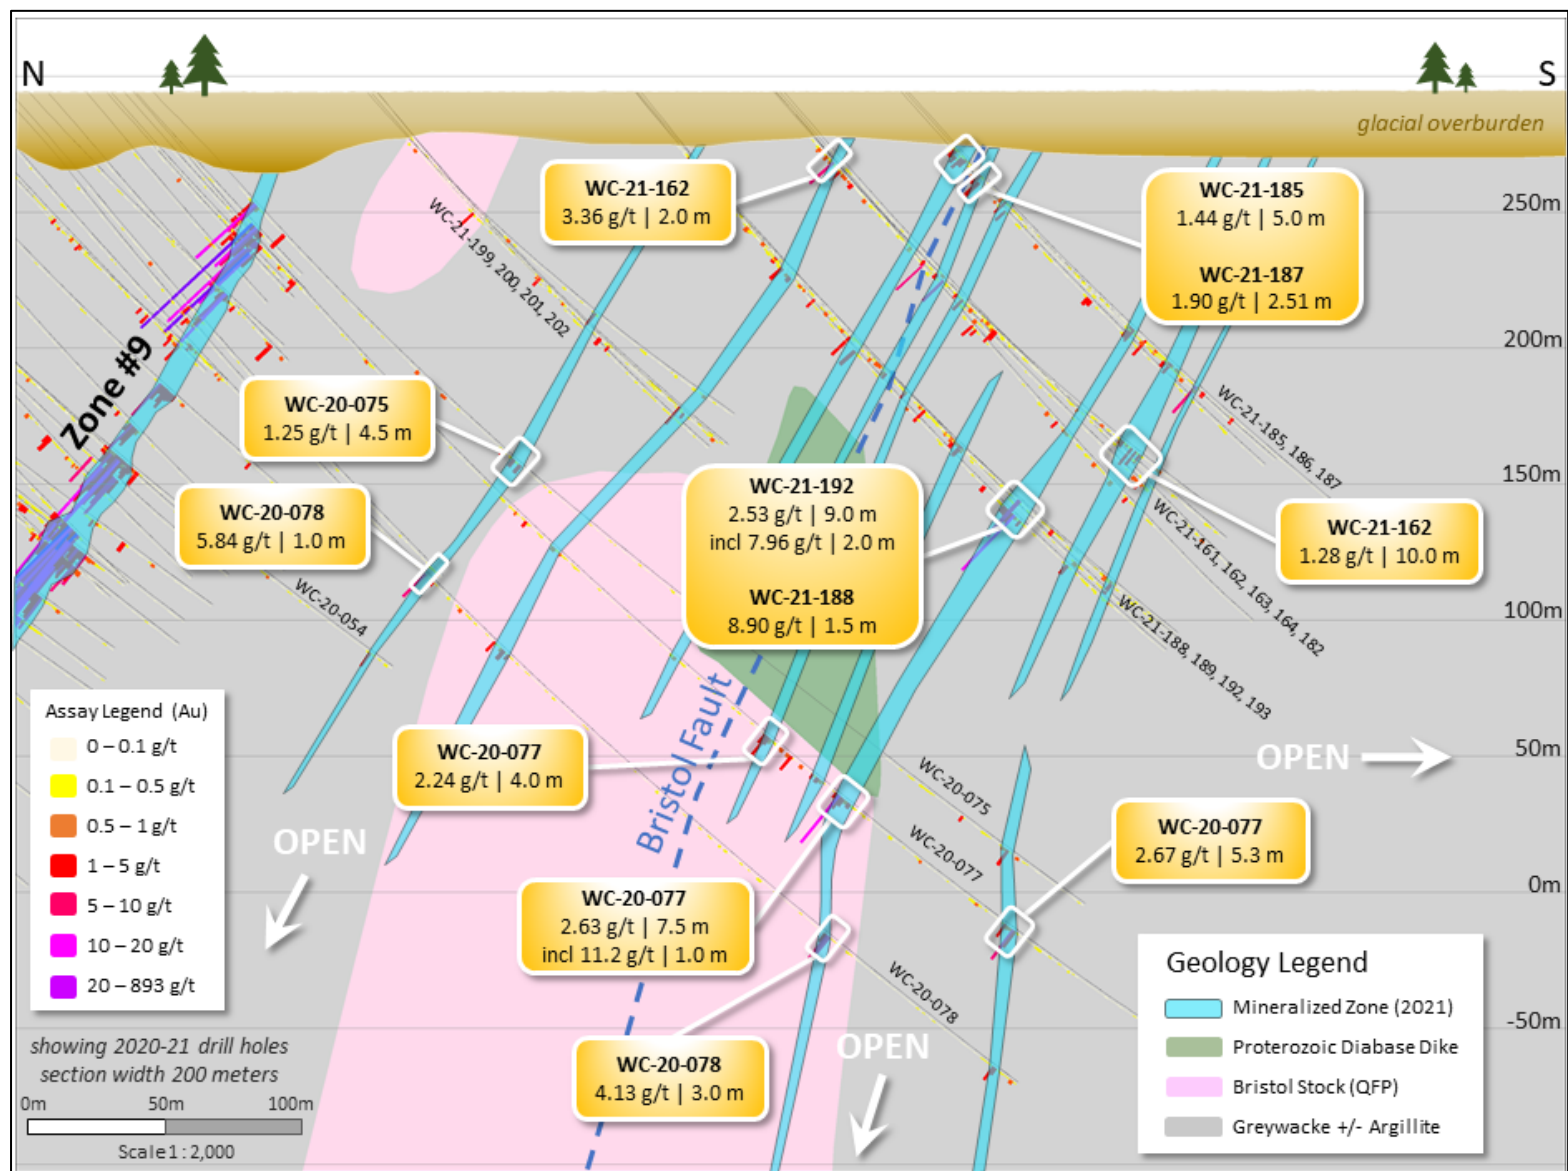 N
S
glacial overburden
250m
200m
150m
100m
50m
0m
-50m
WC-21-162
3.36 g/t | 2.0 m
WC-21-185
1.44 g/t | 5.0 m
WC-21-187
1.90 g/t | 2.51 m
WC-21-199, 200, 201, 202
Zone #9
WC-20-075
1.25 g/t | 4.5 m
WC-20-078
5.84 g/t | 1.0 m
WC-20-054
WC-21-192
2.53 g/t | 9.0 m
incl 7.96 g/t | 2.0 m
WC-21-188
8.90 g/t | 1.5 m
WC-21-185, 186, 187
WC-21-162
1.28 g/t | 10.0 m
WC-21-161, 162, 163, 164, 182
WC-21-188, 189, 192, 193
Assay Legend (Au)
0 – 0.1 g/t
0.1 – 0.5 g/t
0.5 – 1 g/t
1 – 5 g/t
5 – 10 g/t
10 – 20 g/t
20 – 893 g/t
Bristol Fault
WC-20-077
2.24 g/t | 4.0 m
OPEN
OPEN
WC-20-075
WC-20-077
WC-20-077
2.67 g/t | 5.3 m
WC-20-077
2.63 g/t | 7.5 m
incl 11.2 g/t | 1.0 m
WC-20-078
OPEN
WC-20-078
4.13 g/t | 3.0 m
Geology Legend
Mineralized Zone (2021)
Proterozoic Diabase Dike
Bristol Stock (QFP)
Greywacke +/- Argillite
showing 2020-21 drill holes
section width 200 meters
0m 50m 100m
Scale 1 : 2,000